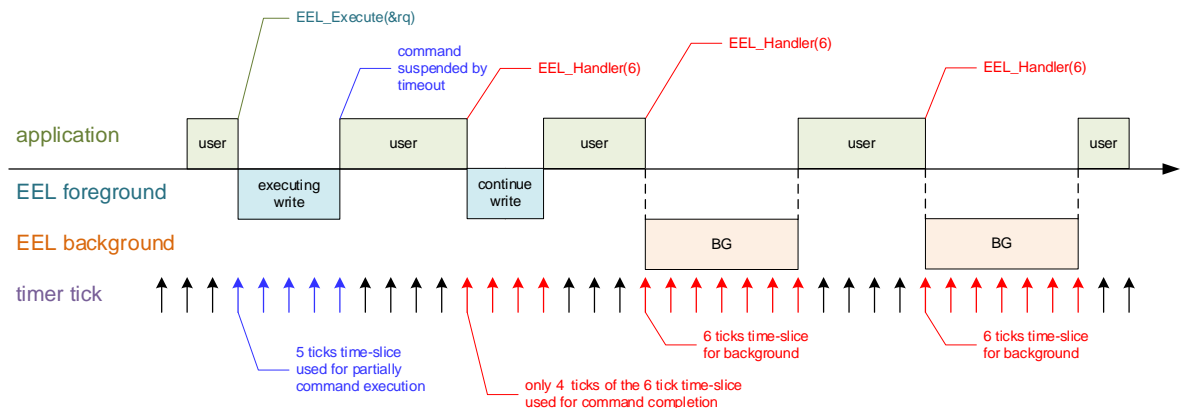 EEL_Execute(&rq)
command
suspended by
timeout
EEL_Handler(6)
EEL_Handler(6)
EEL_Handler(6)
application
user
user
user
user
user
EEL foreground
executing
write
continue
write
EEL background
BG
BG
timer tick
5 ticks time-slice
used for partially
command execution
only 4 ticks of the 6 tick time-slice
used for command completion
6 ticks time-slice
for background
6 ticks time-slice
for background